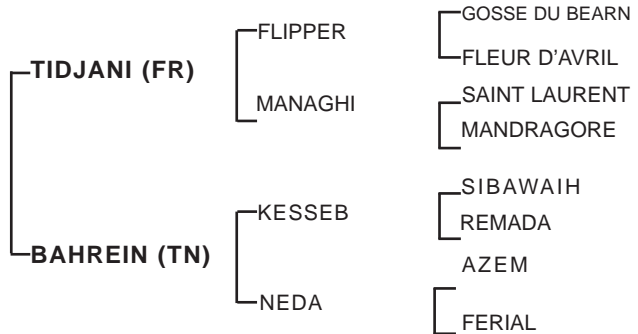 GOSSE DU BEARN
FLIPPER
FLEUR D'AVRIL
TIDJANI (FR)
SAINT LAURENT
MANAGHI
MANDRAGORE
SIBAWAIH
KESSEB
REMADA
BAHREIN (TN)
AZEM
NEDA
FERIAL